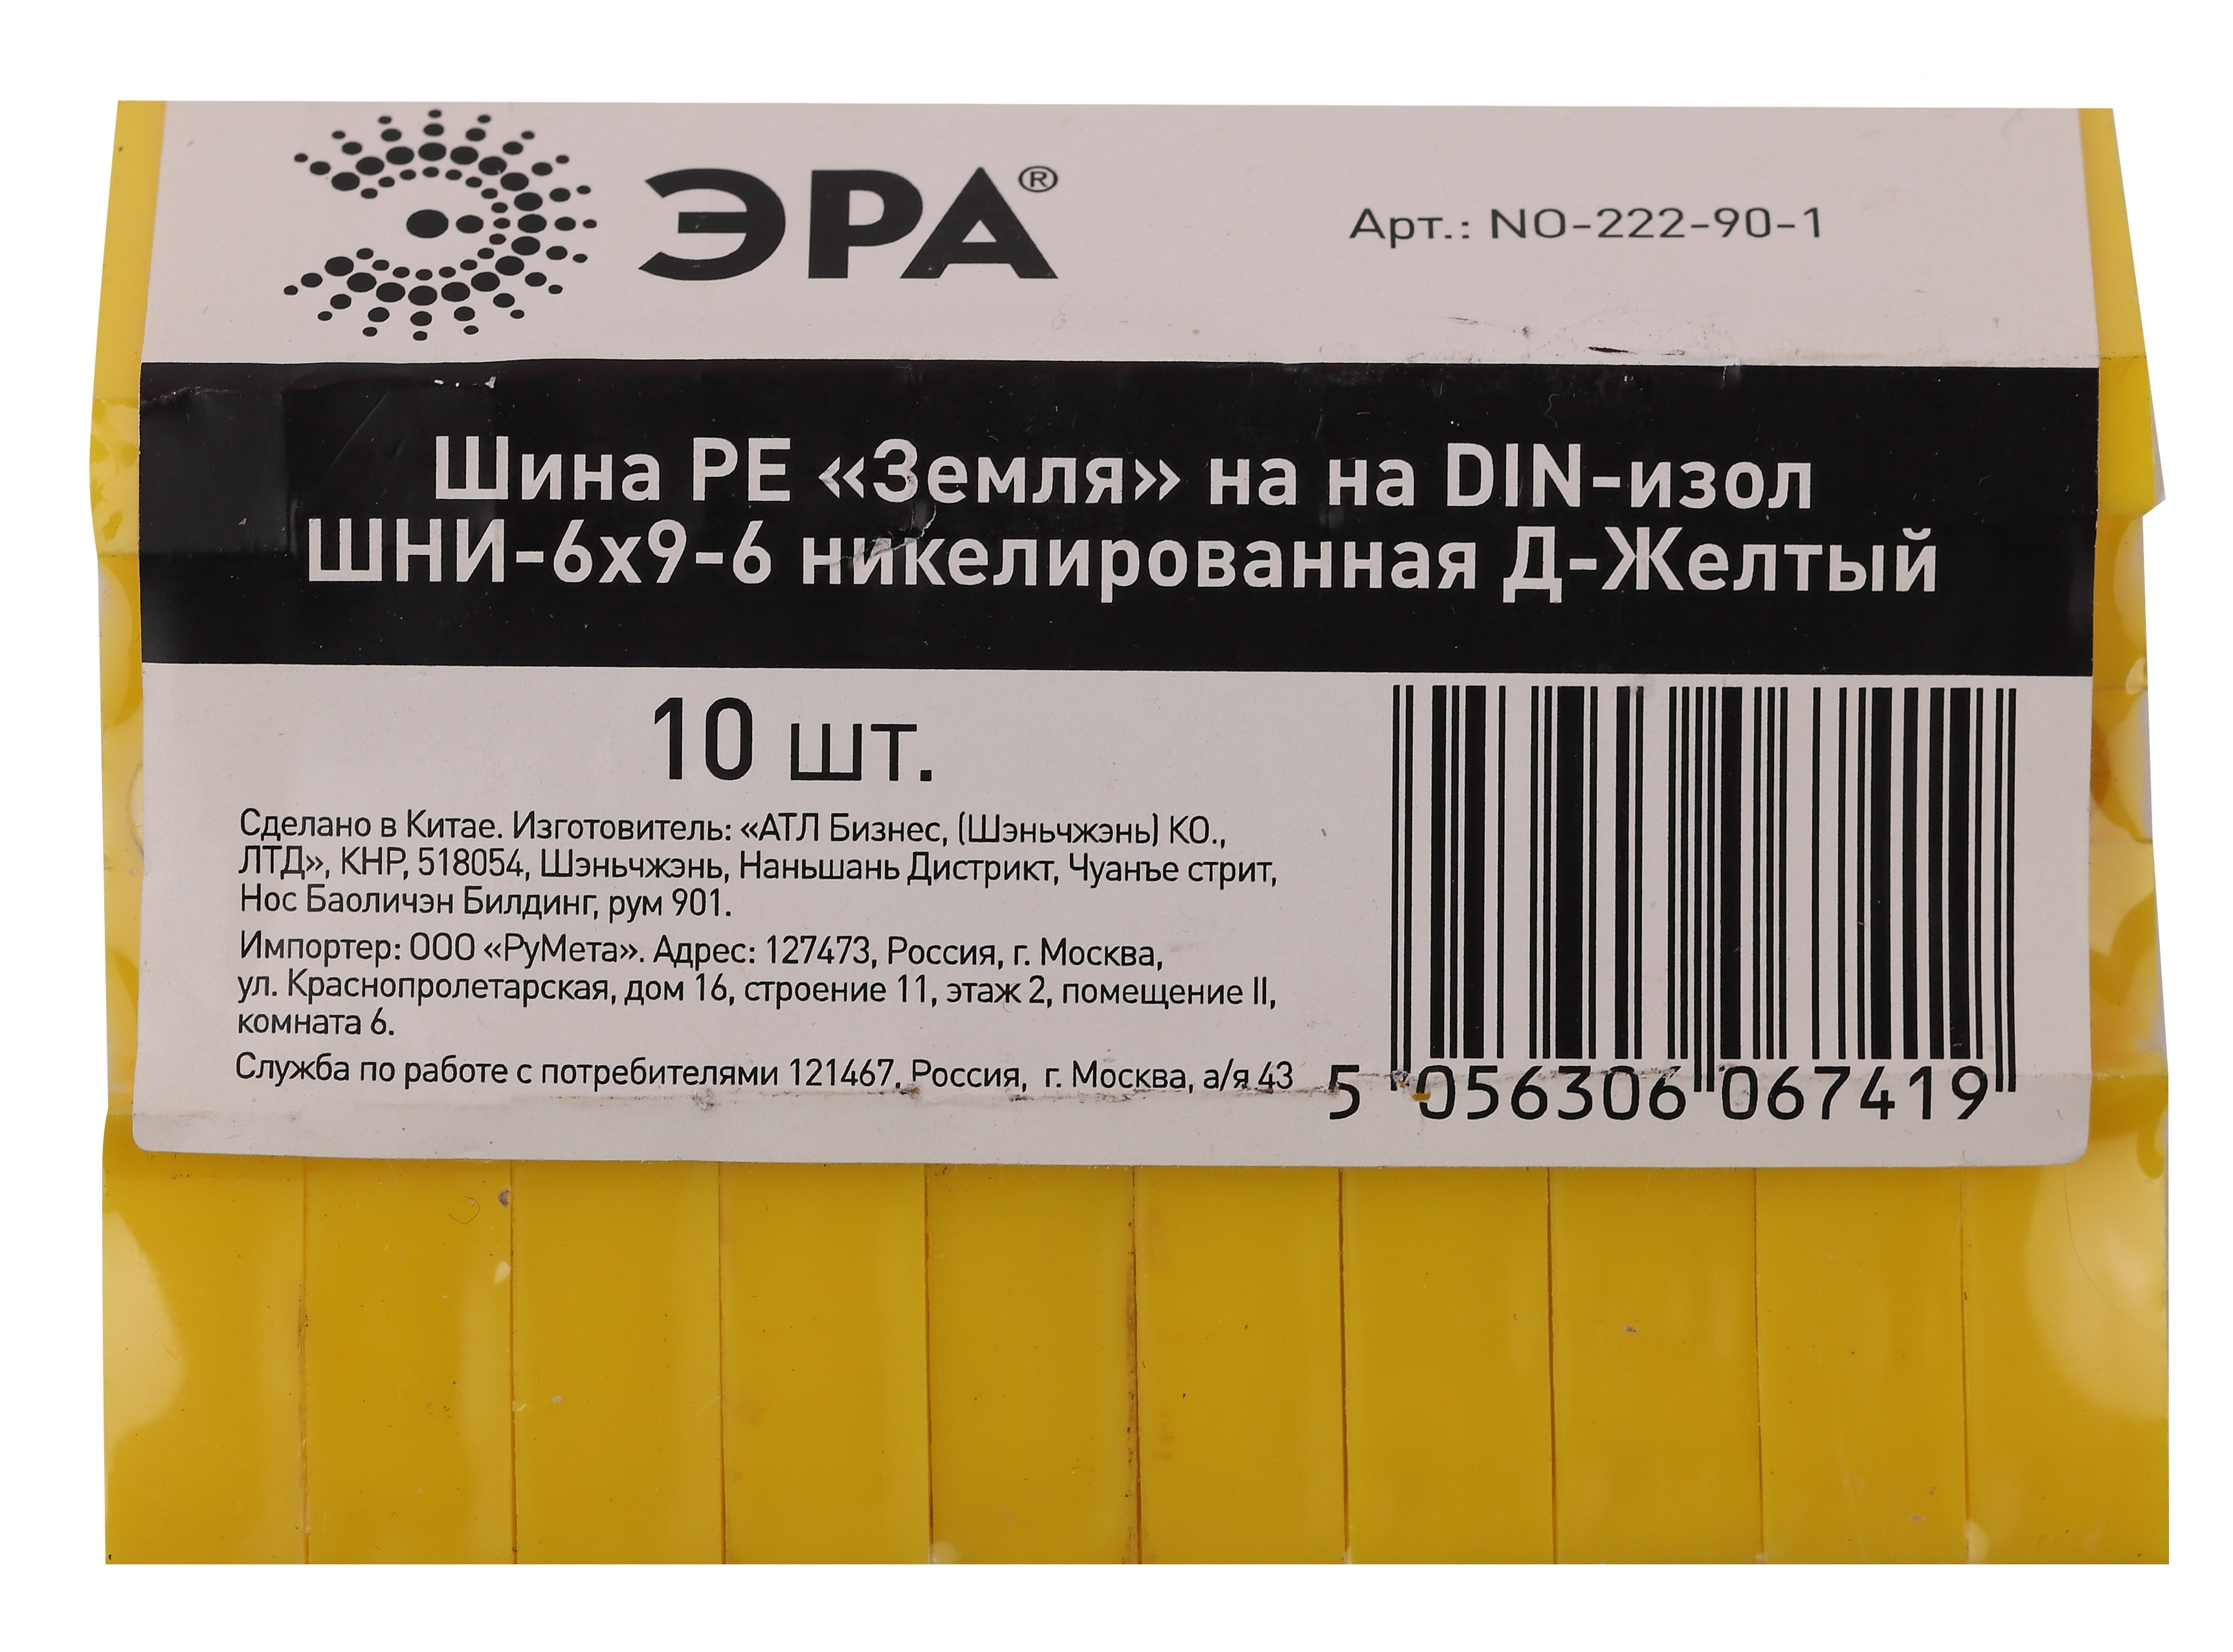 ЭРА®
Арт.: NO-222-90-1
Шина PE «Земля» на на DIN-изол
ШНИ-6х9-6 никелированная Д-Желтый
10 шт.
Сделано в Китае. Изготовитель: «АТЛ Бизнес, (Шэньчжэнь) КО.,
ЛТД», КНР, 518054, Шэньчжэнь, Наньшань Дистрикт, Чуанъе стрит,
Нос Баоличэн Билдинг, рум 901.
Импортер: ООО «РуМета». Адрес: 127473, Россия, г. Москва,
ул. Краснопролетарская, дом 16, строение 11, этаж 2, помещение II,
комната 6.
Служба по работе с потребителями 121467, Россия, г. Москва, а/я 43
5 056306 067419